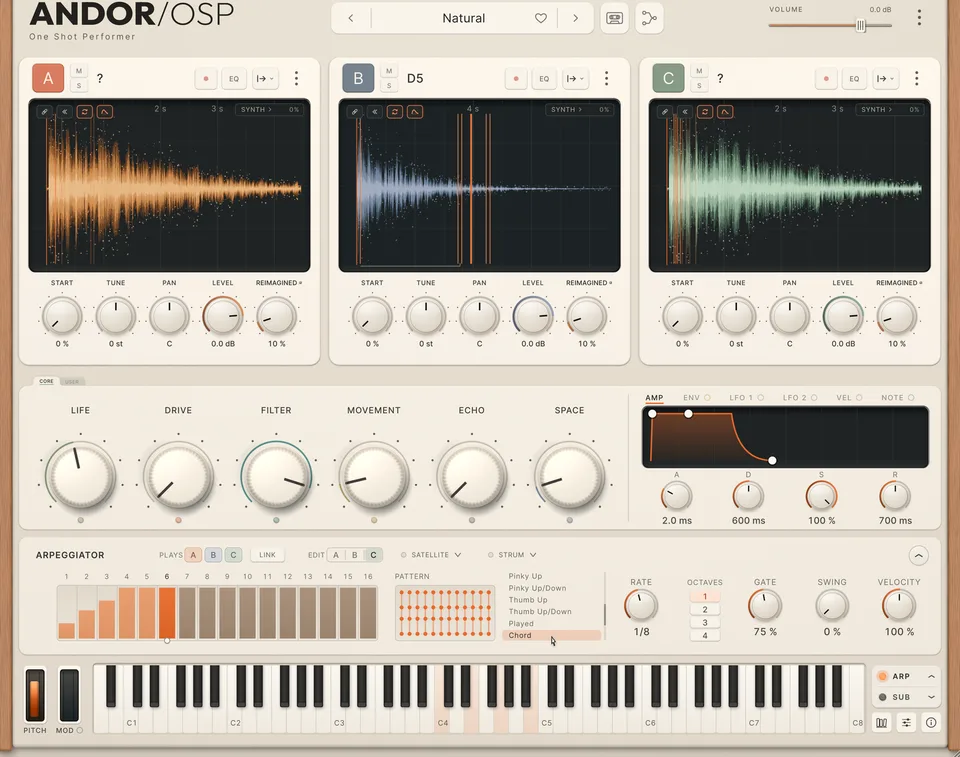 ANDOR/OSP
One Shot Performer
Natural
VOLUME 0.0 dB
A M S ? EQ
B M S D5 EQ
C M S ? EQ
2 s 3 s SYNTH > 0%
4 s SYNTH > 0%
2 s 3 s SYNTH > 0%
START TUNE PAN LEVEL REIMAGINED
START TUNE PAN LEVEL REIMAGINED
START TUNE PAN LEVEL REIMAGINED
0 % 0 st C 0.0 dB 10 %
0 % 0 st C 0.0 dB 10 %
0 % 0 st C 0.0 dB 10 %
CORE
LIFE DRIVE FILTER MOVEMENT ECHO SPACE
AMP ENV LFO 1 LFO 2 VEL NOTE
A D S R
2.0 ms 600 ms 100 % 700 ms
ARPEGGIATOR PLAYS A B C LINK EDIT A B C SATELLITE STRUM
1 2 3 4 5 6 7 8 9 10 11 12 13 14 15 16
PATTERN
Pinky Up
Pinky Up/Down
Thumb Up
Thumb Up/Down
Played
Chord
RATE OCTAVES GATE SWING VELOCITY
1
2
3
4
1/8 75 % 0 % 100 %
C1 C2 C3 C4 C5 C6 C7 C8
PITCH MOD
ARP
SUB